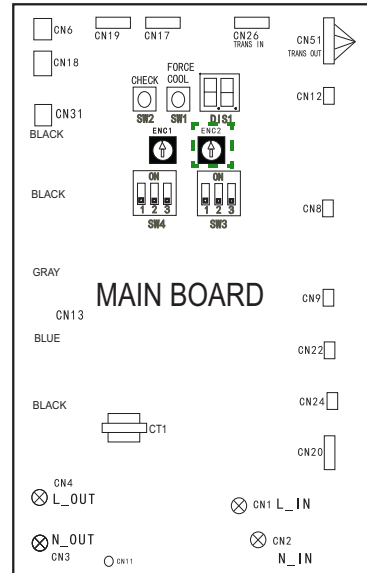 CN6
CN19
CN17
CN26
TRANS IN
CN51
TRANS OUT
CN18
FORCE
CHECK COOL
CN12
CN31
SW2 SW1 DIS1
BLACK
ENC1 ENC2
ON ON
BLACK
1 2 3 1 2 3
CN8
SW4 SW3
GRAY
MAIN BOARD
CN9
CN13
BLUE
CN22
BLACK
CN24
CT1
CN20
CN4
L_OUT
CN1 L_IN
N_OUT
CN2
CN3
CN11
N_IN